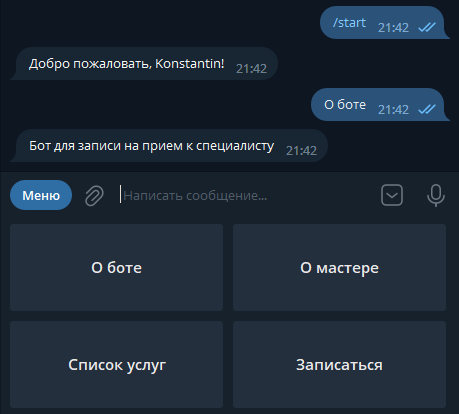 /start 21:42
Добро пожаловать, Konstantin! 21:42
О боте 21:42
Бот для записи на прием к специалисту 21:42
Меню Написать сообщение...
О боте О мастере
Список услуг Записаться